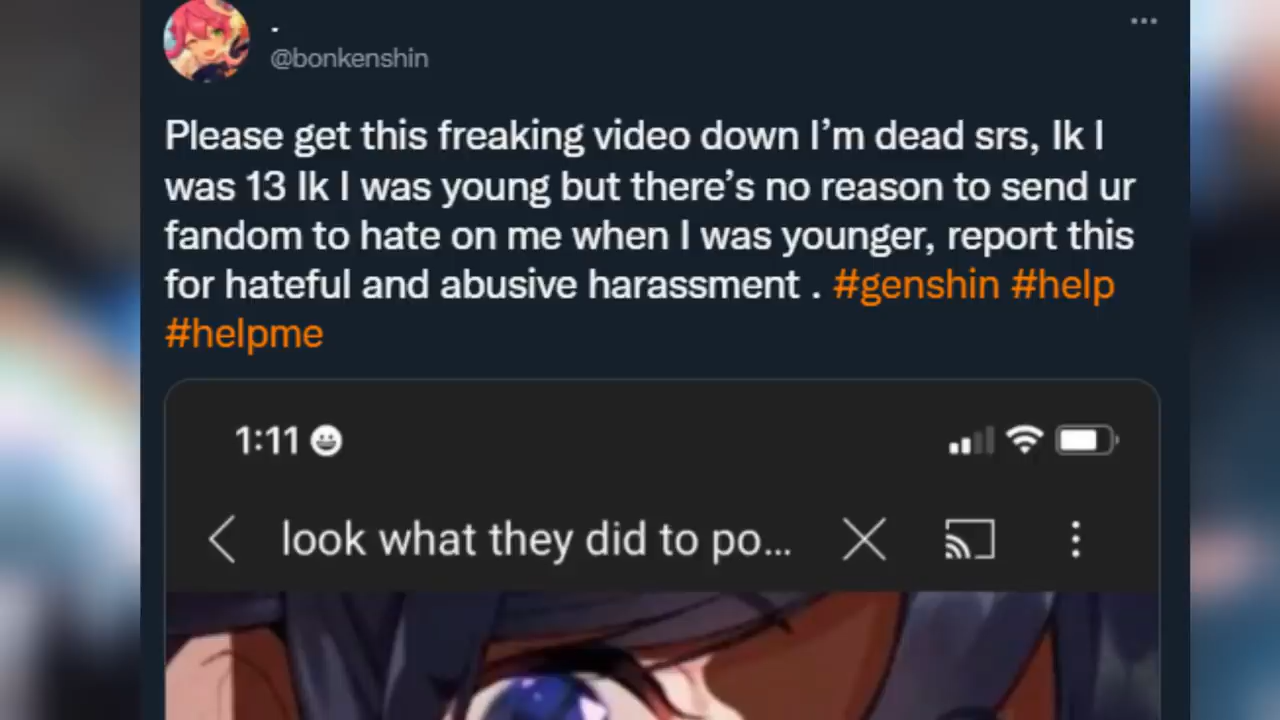 .
@bonkenshin
Please get this freaking video down I’m dead srs, Ik I
was 13 Ik I was young but there’s no reason to send ur
fandom to hate on me when I was younger, report this
for hateful and abusive harassment . #genshin #help
#helpme
1:11
look what they did to po...